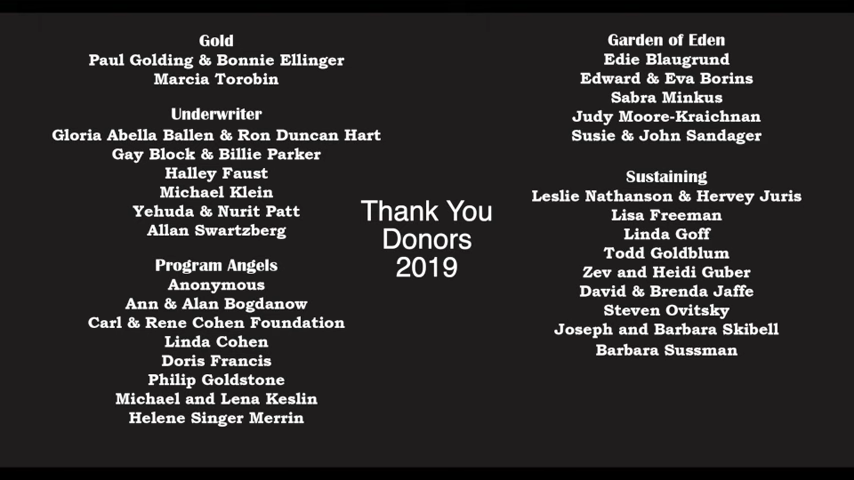 Gold
Paul Golding & Bonnie Ellinger
Marcia Torobin
Underwriter
Gloria Abella Ballen & Ron Duncan Hart
Gay Block & Billie Parker
Halley Faust
Michael Klein
Yehuda & Nurit Patt
Allan Swartzberg
Program Angels
Anonymous
Ann & Alan Bogdanow
Carl & Rene Cohen Foundation
Linda Cohen
Doris Francis
Philip Goldstone
Michael and Lena Keslin
Helene Singer Merrin
Thank You
Donors
2019
Garden of Eden
Edie Blaugrund
Edward & Eva Borins
Sabra Minkus
Judy Moore-Kraichnan
Susie & John Sandager
Sustaining
Leslie Nathanson & Hervey Juris
Lisa Freeman
Linda Goff
Todd Goldblum
Zev and Heidi Guber
David & Brenda Jaffe
Steven Ovitsky
Joseph and Barbara Skibell
Barbara Sussman